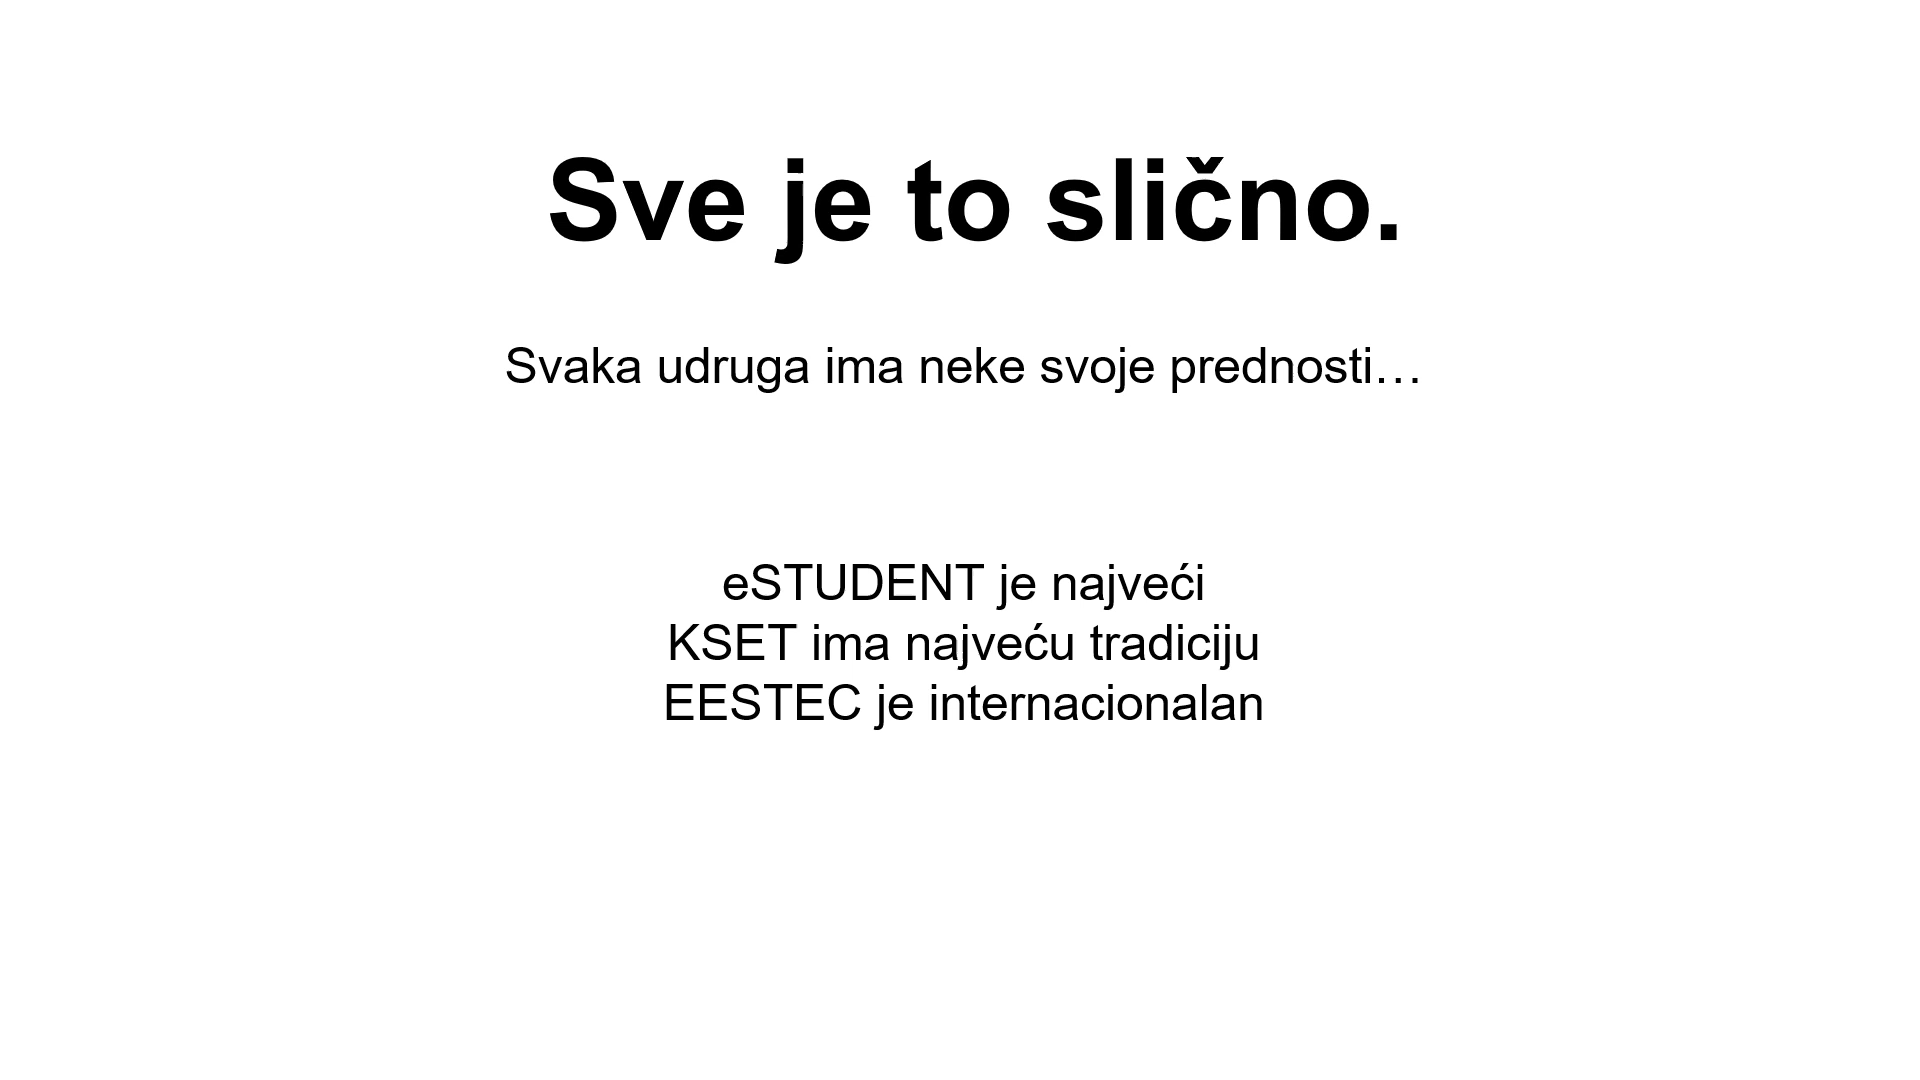 Sve je to slično.
Svaka udruga ima neke svoje prednosti…
eSTUDENT je najveći
KSET ima najveću tradiciju
EESTEC je internacionalan